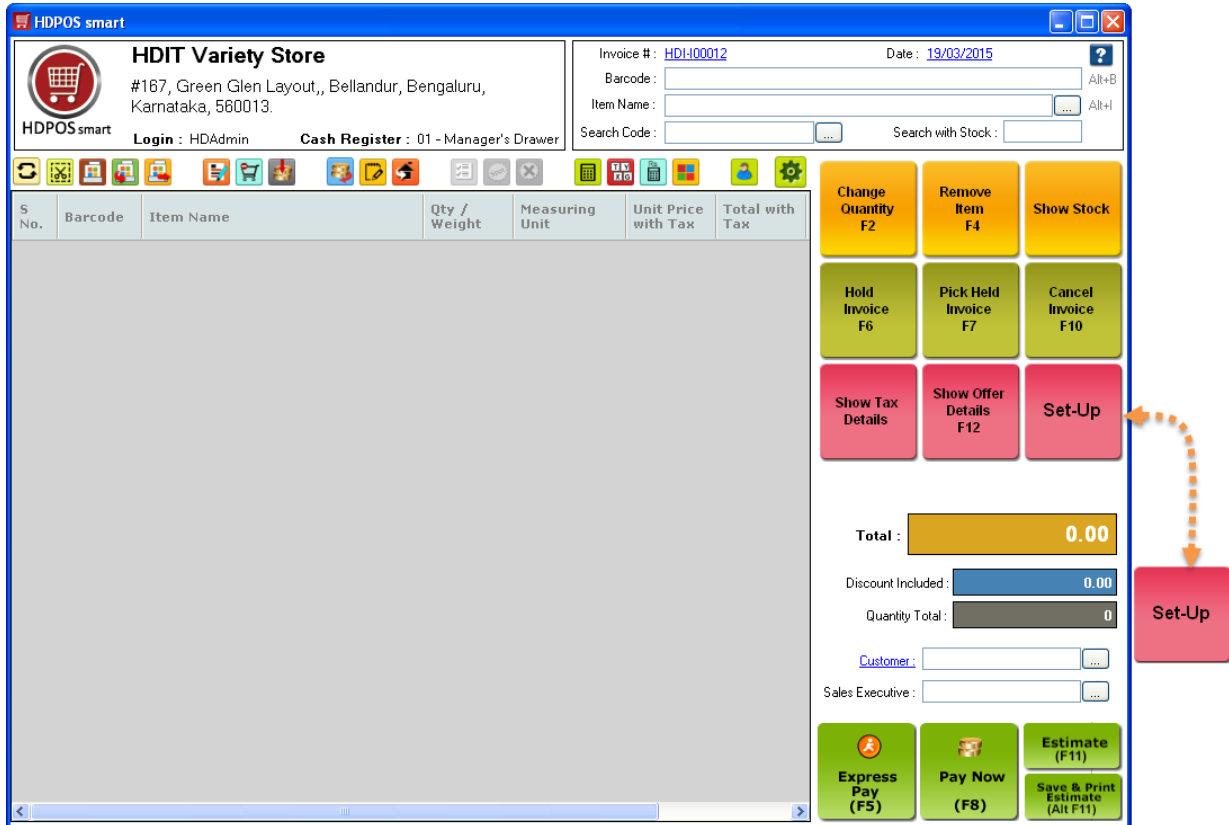 HDPOS smart
HDIT Variety Store
#167, Green Glen Layout,, Bellandur, Bengaluru,
Karnataka, 560013.
HDPOS smart
Login : HDAdmin Cash Register : 01 - Manager's Drawer
Invoice # : HDI-I00012 Date : 19/03/2015 ?
Barcode : Alt+B
Item Name : ... Alt+I
Search Code : ... Search with Stock :
S No. Barcode Item Name Qty / Weight Measuring Unit Unit Price with Tax Total with Tax
Change Quantity F2
Remove Item F4
Show Stock
Hold Invoice F6
Pick Held Invoice F7
Cancel Invoice F10
Show Tax Details
Show Offer Details F12
Set-Up
Total : 0.00
Discount Included : 0.00
Quantity Total : 0
Set-Up
Customer : ...
Sales Executive : ...
Express Pay (F5)
Pay Now (F8)
Estimate (F11)
Save & Print Estimate (Alt F11)